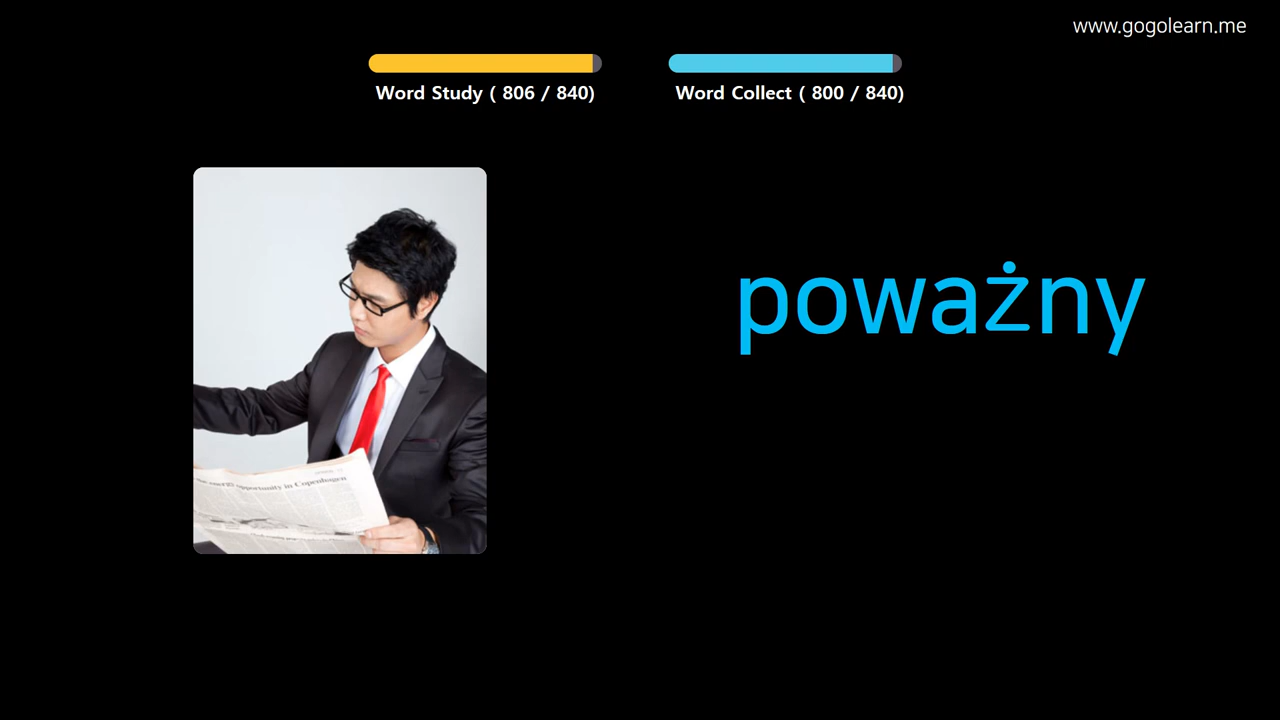 www.gogolearn.me
Word Study ( 806 / 840)
Word Collect ( 800 / 840)
poważny
opportunity in Copenhagen